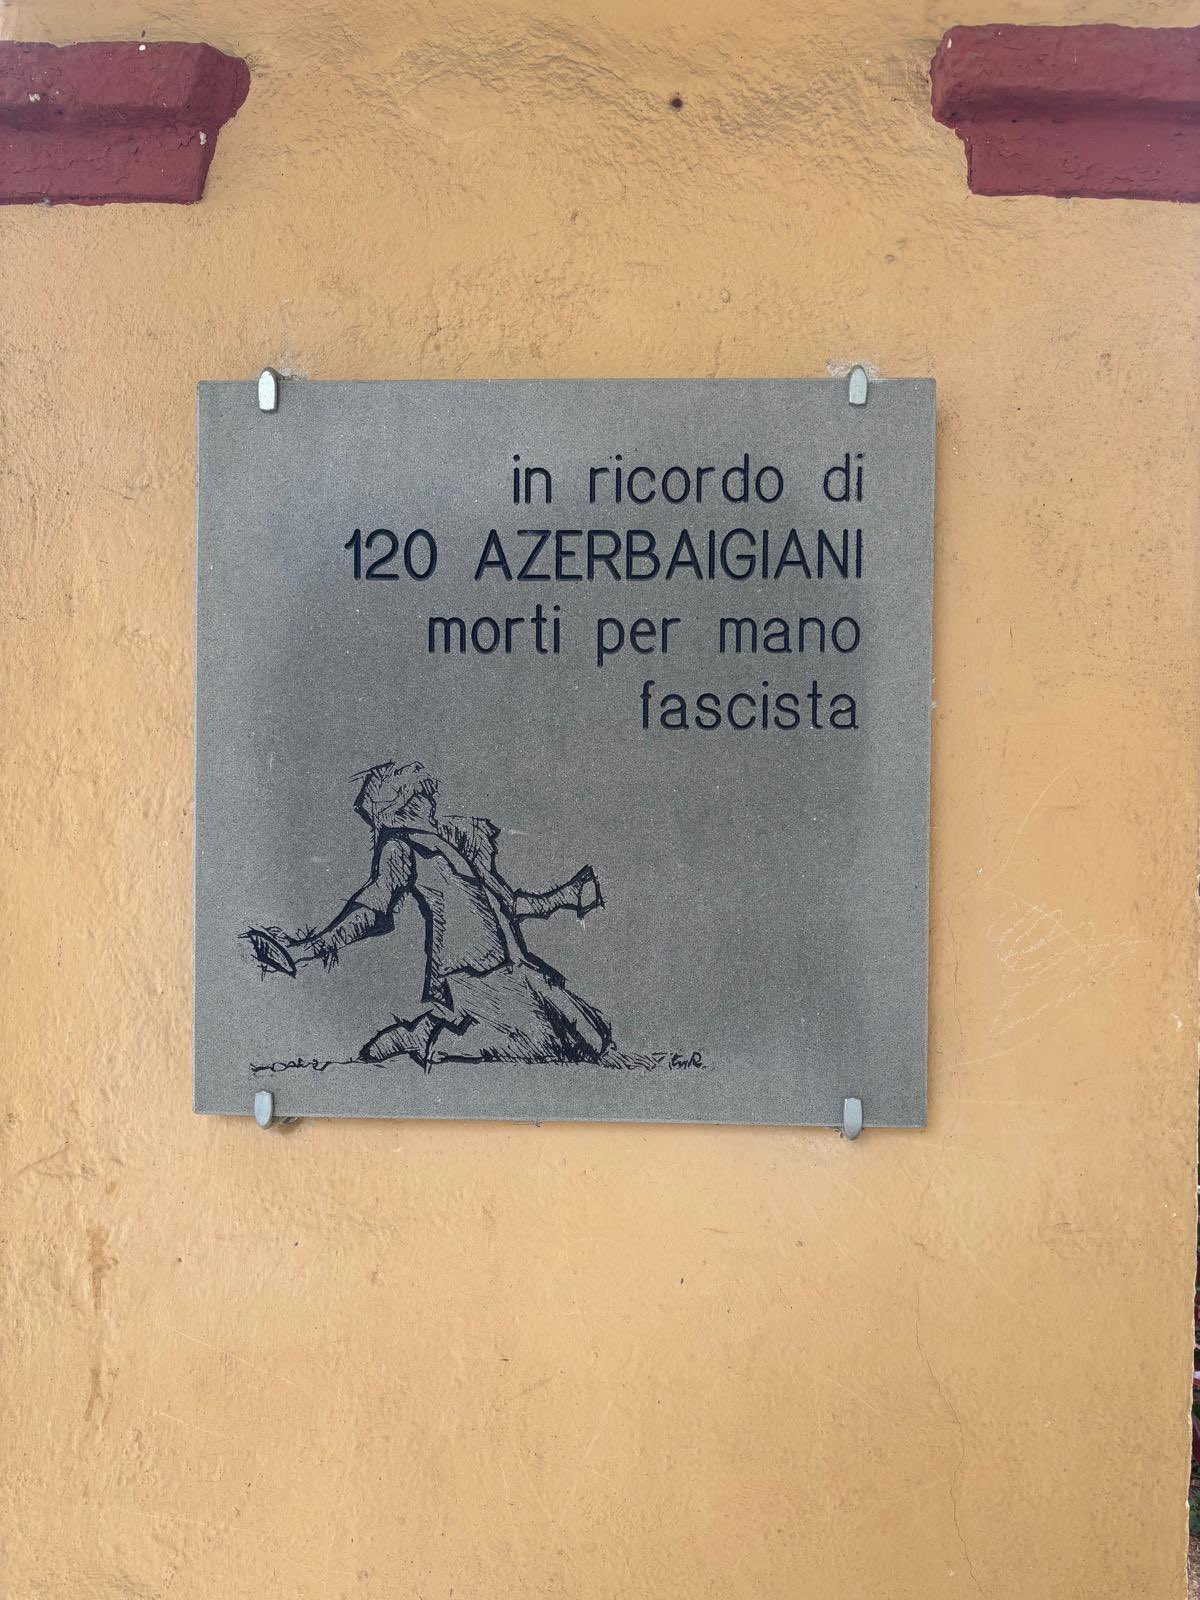 in ricordo di
120 AZERBAIGIANI
morti per mano
fascista